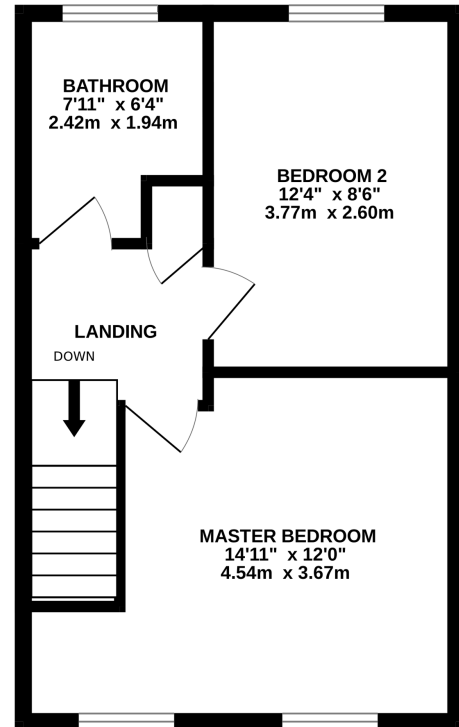 BATHROOM
7'11" x 6'4"
2.42m x 1.94m
BEDROOM 2
12'4" x 8'6"
3.77m x 2.60m
LANDING
DOWN
MASTER BEDROOM
14'11" x 12'0"
4.54m x 3.67m